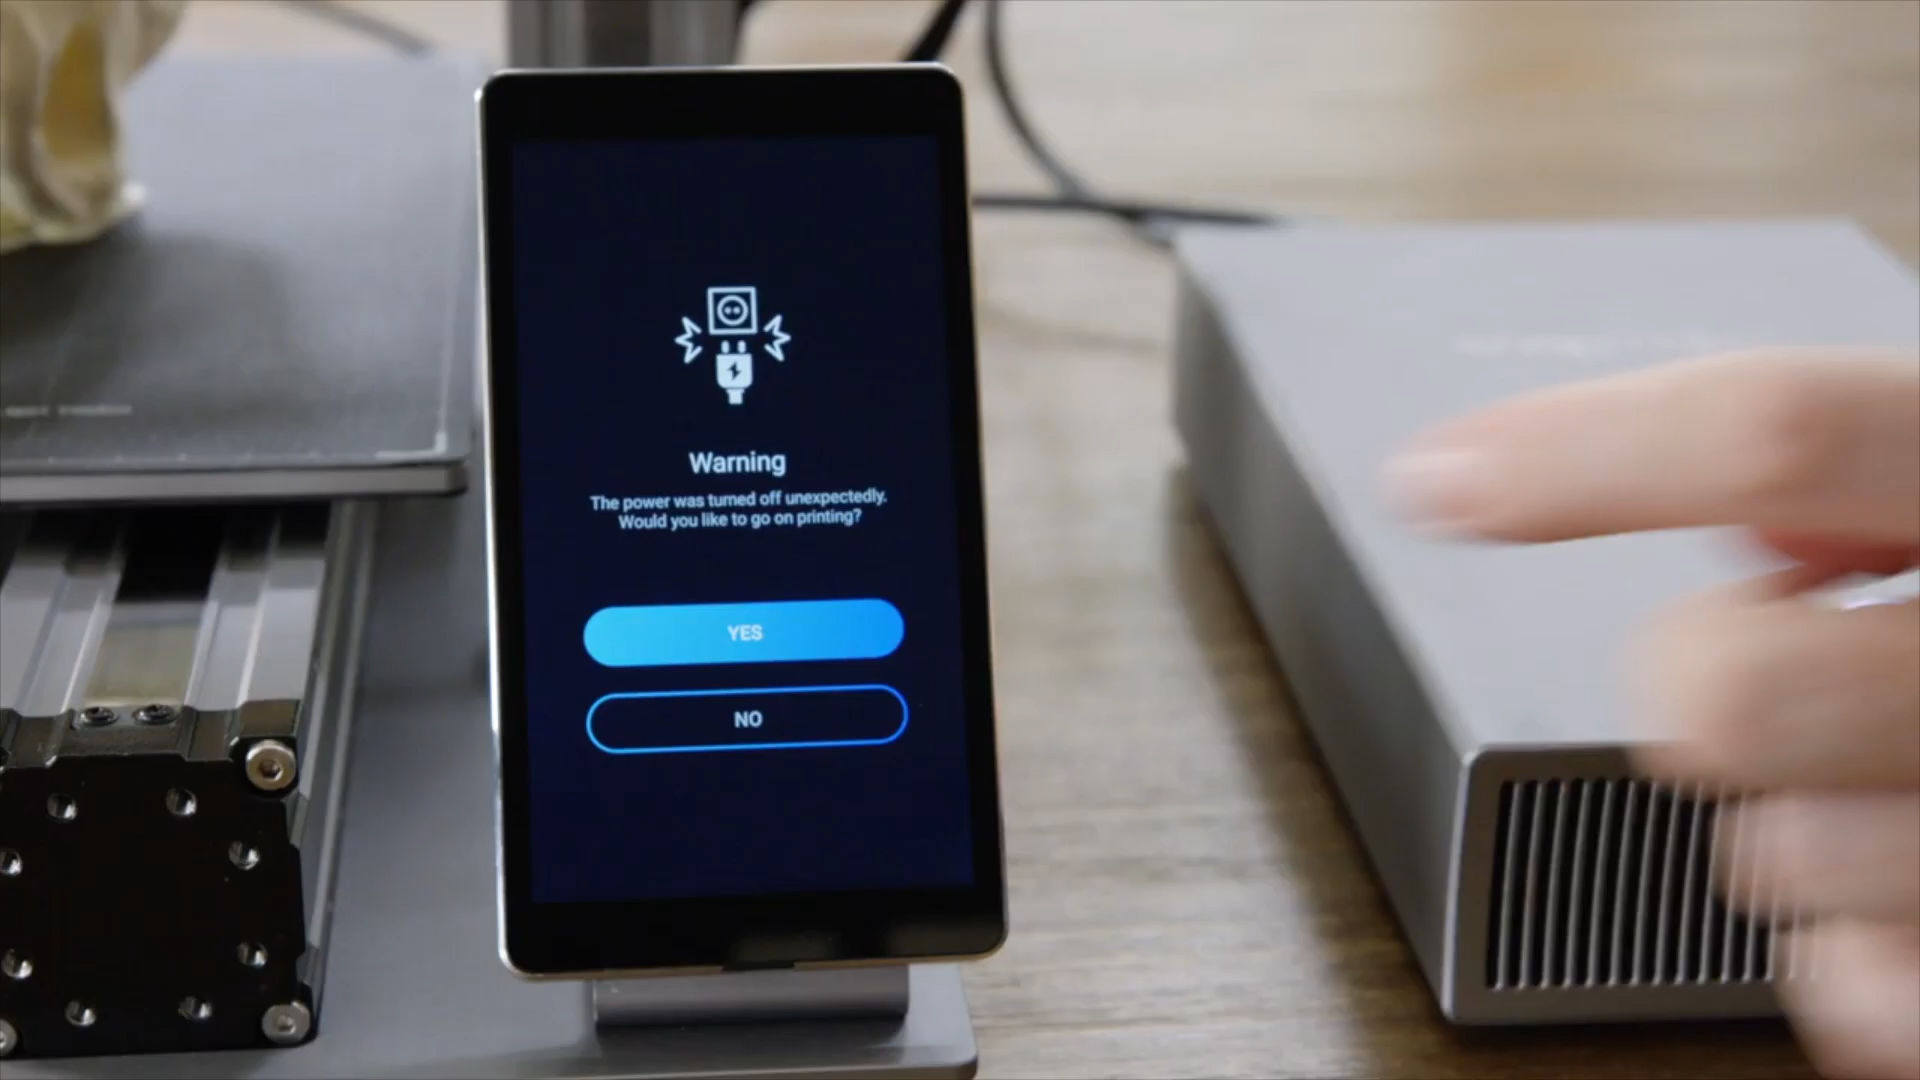 Warning
The power was turned off unexpectedly.
Would you like to go on printing?
YES
NO